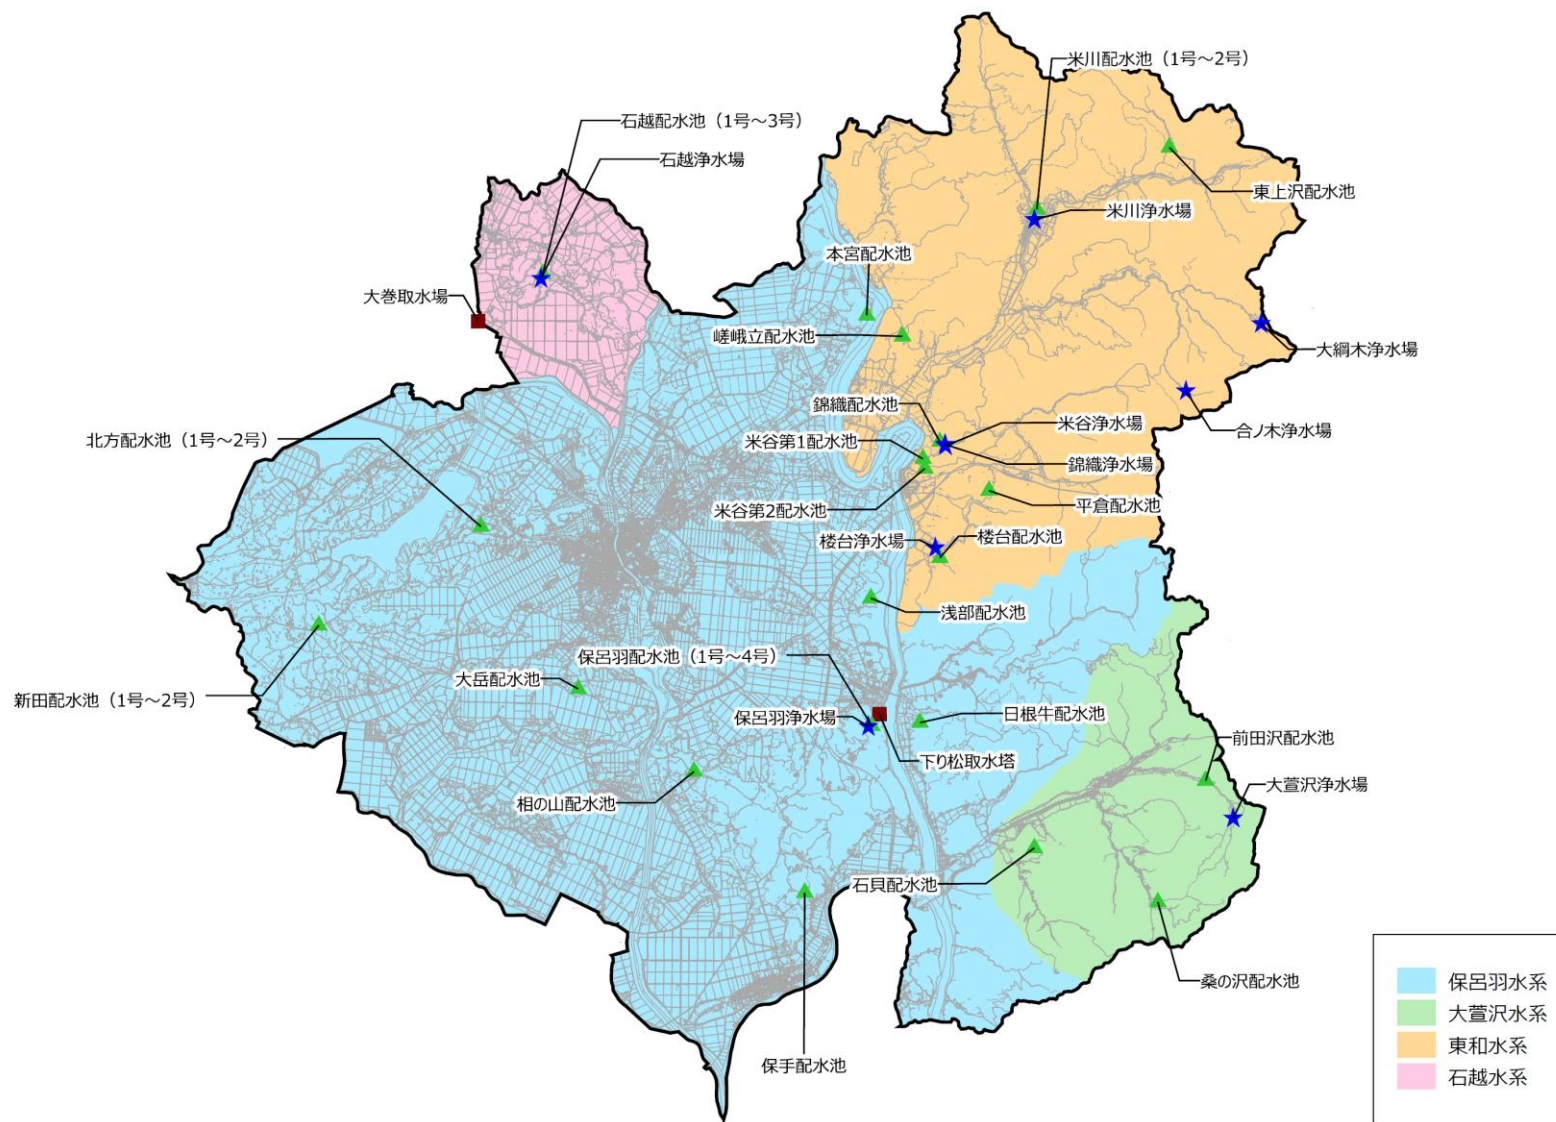 米川配水池（1号～2号）
石越配水池（1号～3号）
石越浄水場
東上沢配水池
米川浄水場
本宮配水池
大巻取水場
嵯峨立配水池
大綱木浄水場
錦織配水池
米谷浄水場
合ノ木浄水場
北方配水池（1号～2号）
米谷第1配水池
錦織浄水場
米谷第2配水池
平倉配水池
楼台浄水場
楼台配水池
浅部配水池
保呂羽配水池（1号～4号）
大岳配水池
新田配水池（1号～2号）
保呂羽浄水場
日根牛配水池
前田沢配水池
下り松取水塔
大萱沢浄水場
相の山配水池
石貝配水池
桑の沢配水池
保手配水池
保呂羽水系
大萱沢水系
東和水系
石越水系